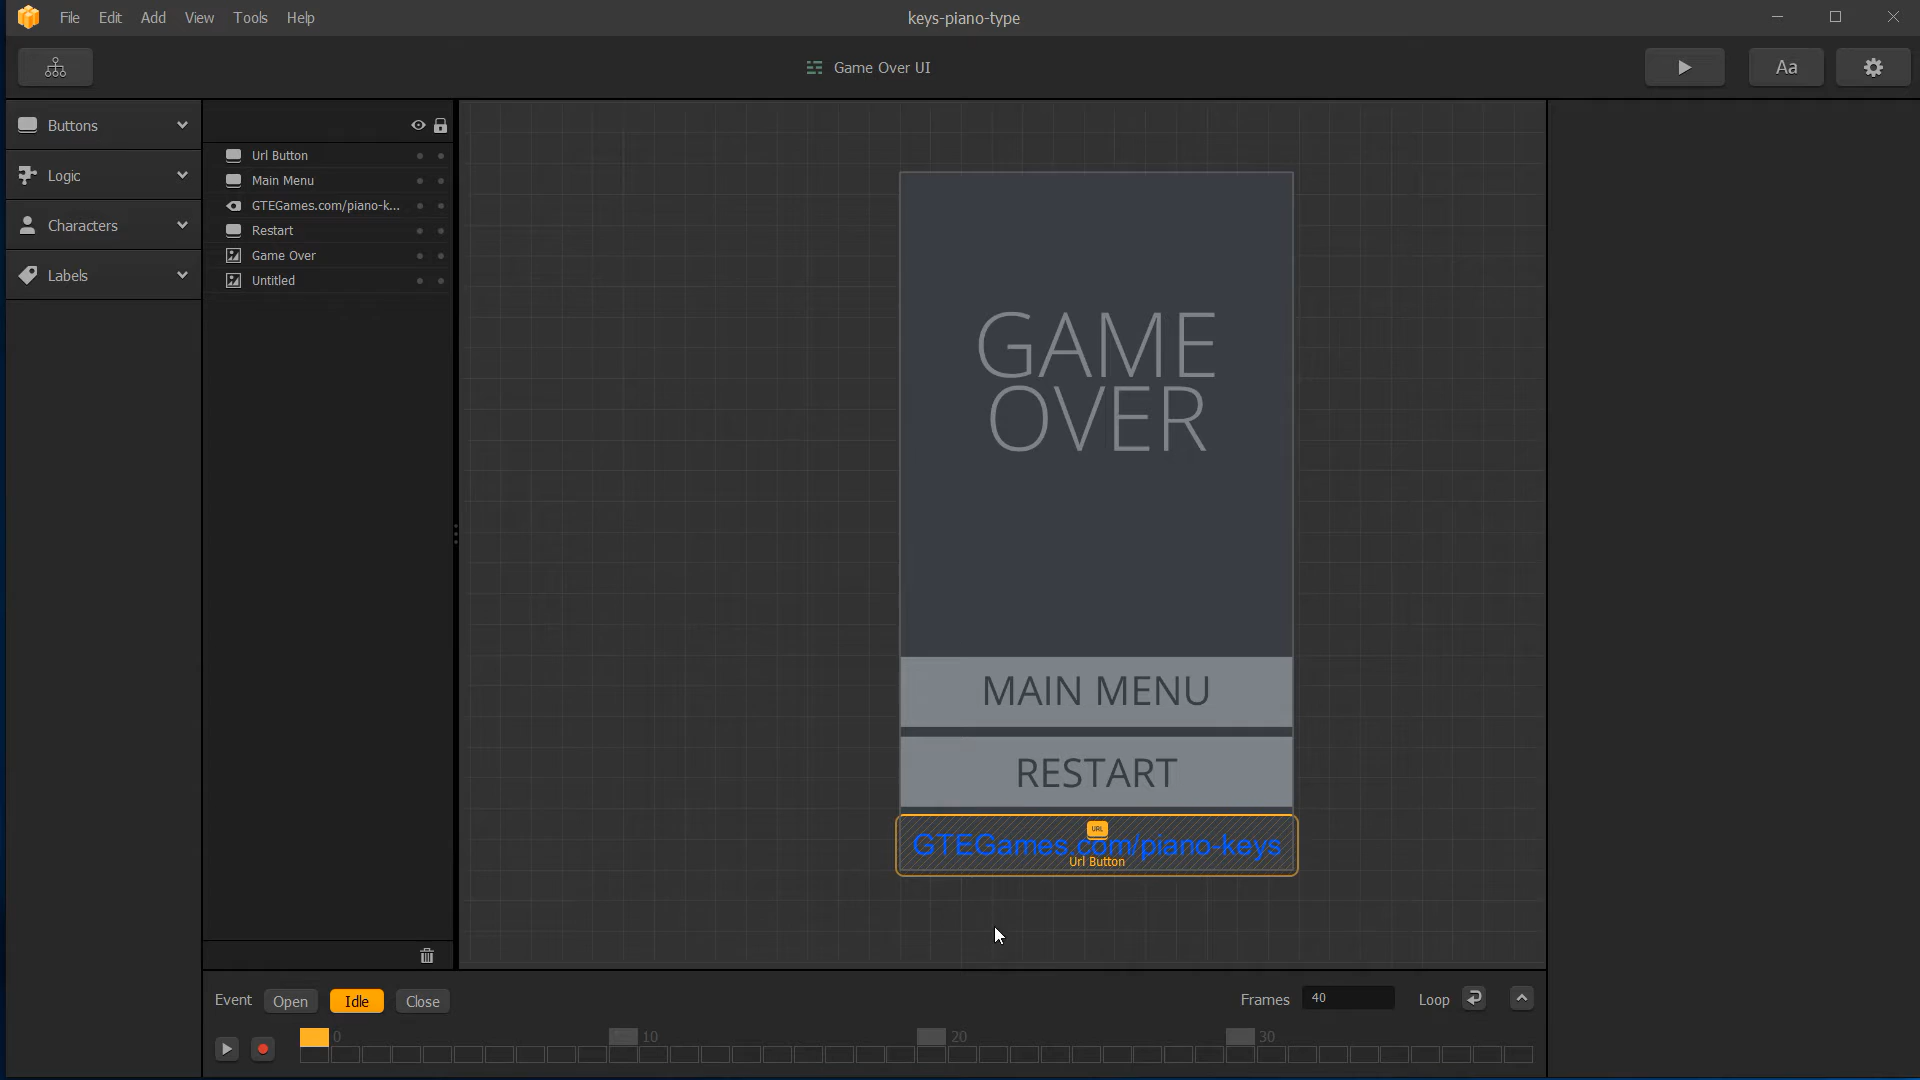 File Edit Add View Tools Help
keys-piano-type
Game Over UI
Aa
Buttons
Logic
Characters
Labels
Url Button
Main Menu
GTEGames.com/piano-k...
Restart
Game Over
Untitled
GAME
OVER
MAIN MENU
RESTART
URL
GTEGames.com/piano-keys
Url Button
Event Open Idle Close
Frames 40 Loop
0 10 20 30